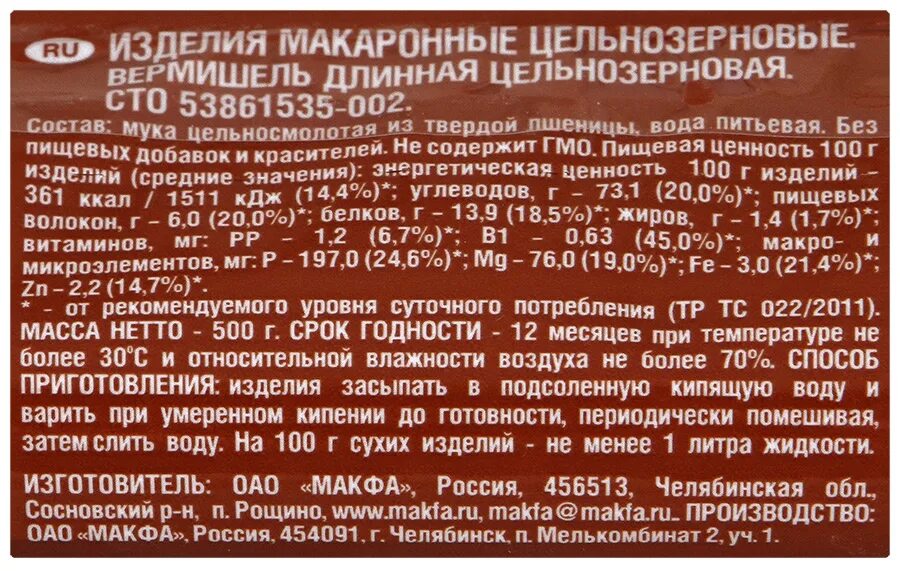 RU ИЗДЕЛИЯ МАКАРОННЫЕ ЦЕЛЬНОЗЕРНОВЫЕ.
ВЕРМИШЕЛЬ ДЛИННАЯ ЦЕЛЬНОЗЕРНОВАЯ.
СТО 53861535-002.
Состав: мука цельносмолотая из твердой пшеницы, вода питьевая. Без
пищевых добавок и красителей. Не содержит ГМО. Пищевая ценность 100 г
изделий (средние значения): энергетическая ценность 100 г изделий –
361 ккал / 1511 кДж (14,4%)*; углеводов, г – 73,1 (20,0%)*; пищевых
волокон, г – 6,0 (20,0%)*; белков, г – 13,9 (18,5%)*; жиров, г – 1,4 (1,7%)*;
витаминов, мг: РР – 1,2 (6,7%)*; В1 – 0,63 (45,0%)*; макро- и
микроэлементов, мг: Р – 197,0 (24,6%)*; Mg – 76,0 (19,0%)*; Fe – 3,0 (21,4%)*;
Zn – 2,2 (14,7%)*.
* - от рекомендуемого уровня суточного потребления (ТР ТС 022/2011).
МАССА НЕТТО - 500 г. СРОК ГОДНОСТИ - 12 месяцев при температуре не
более 30°С и относительной влажности воздуха не более 70%. СПОСОБ
ПРИГОТОВЛЕНИЯ: изделия засыпать в подсоленную кипящую воду и
варить при умеренном кипении до готовности, периодически помешивая,
затем слить воду. На 100 г сухих изделий - не менее 1 литра жидкости.
ИЗГОТОВИТЕЛЬ: ОАО «МАКФА», Россия, 456513, Челябинская обл.,
Сосновский р-н, п. Рощино, www.makfa.ru, makfa@makfa.ru. ПРОИЗВОДСТВО:
ОАО «МАКФА», Россия, 454091, г. Челябинск, п. Мелькомбинат 2, уч. 1.